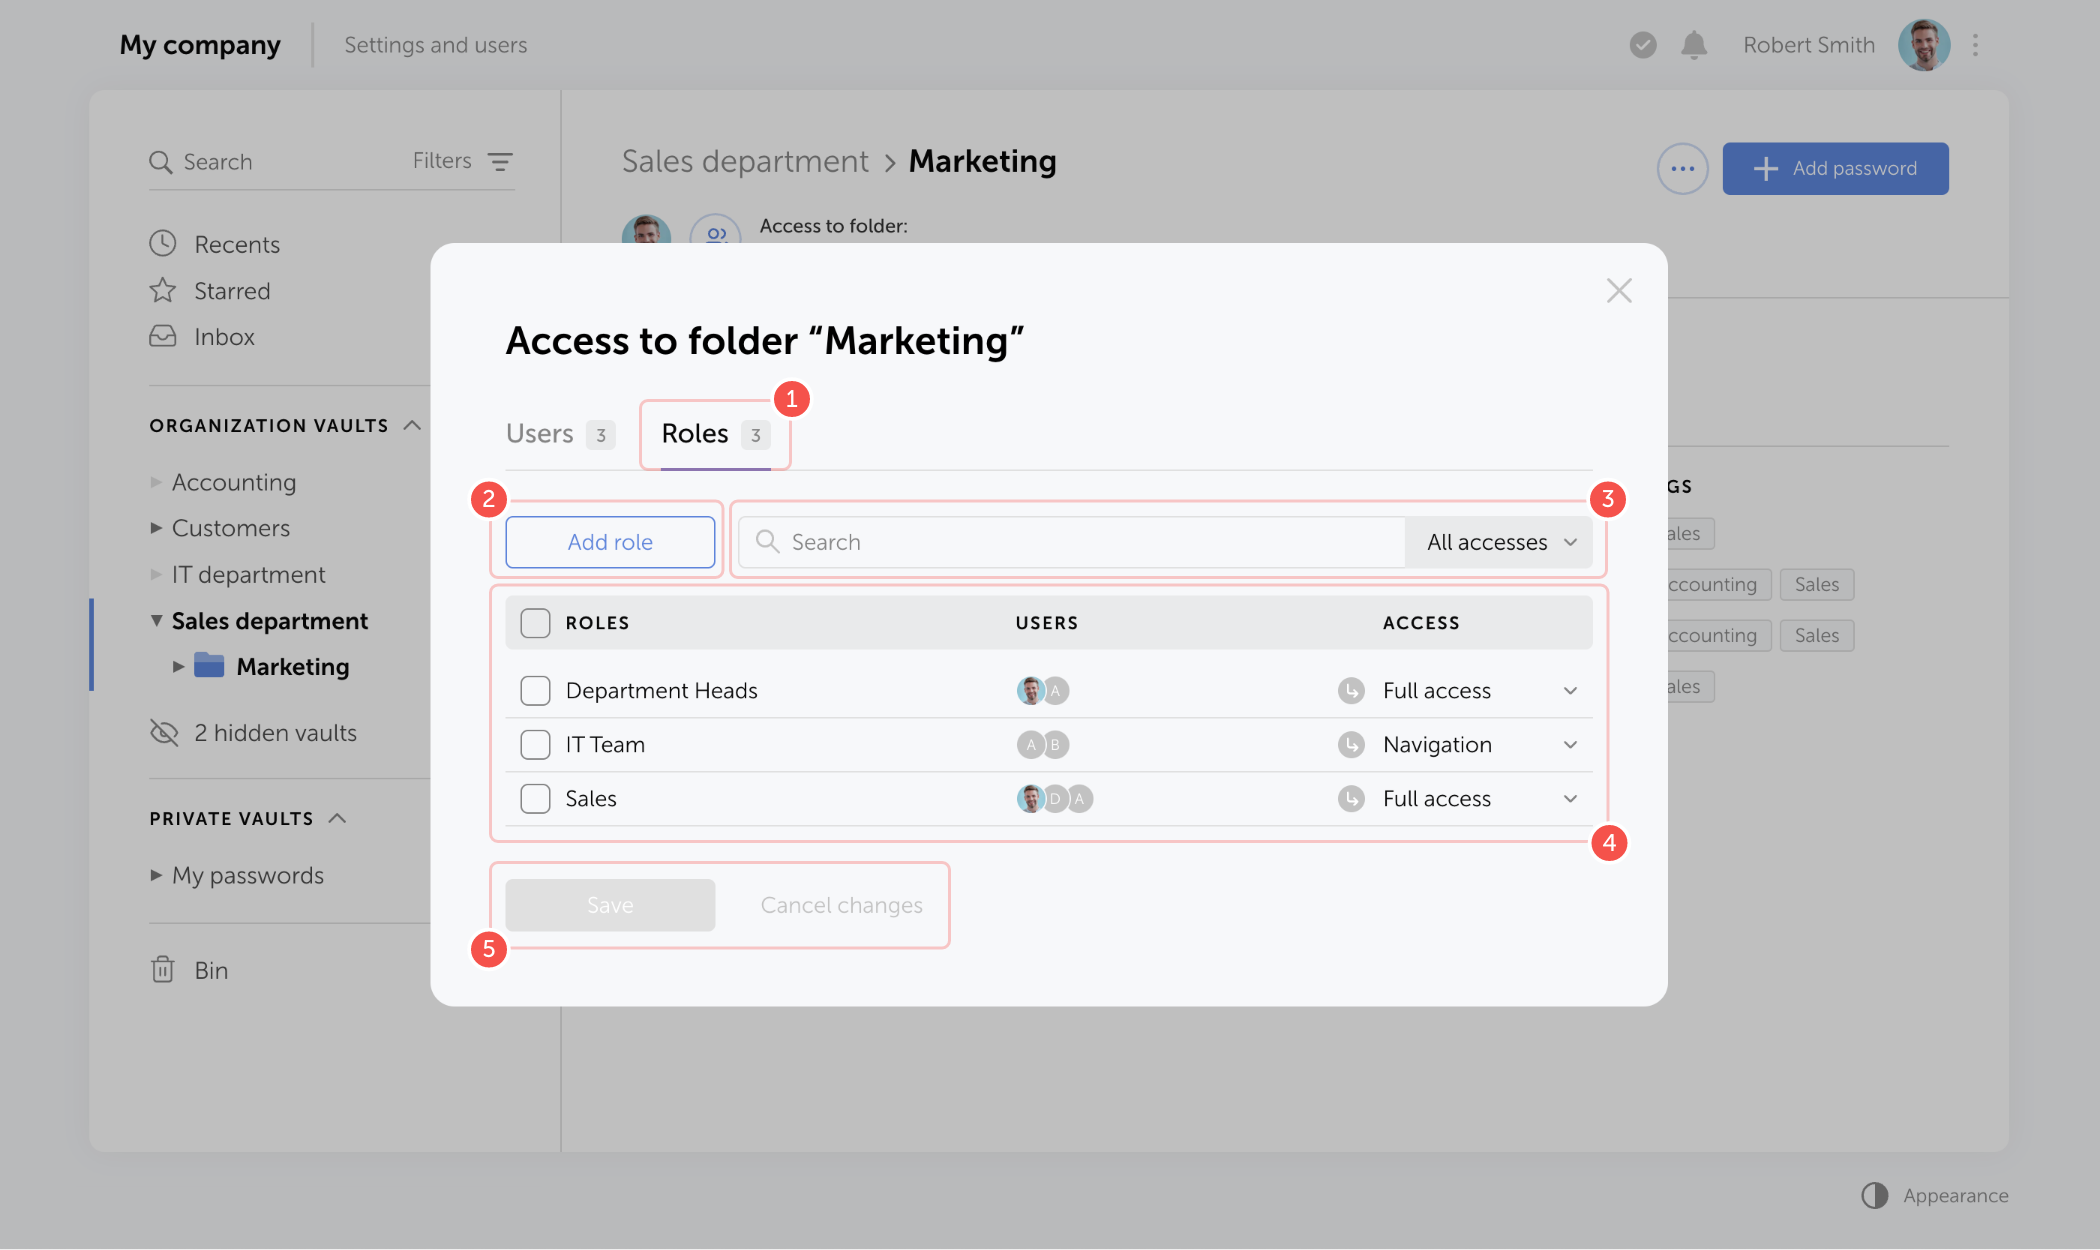 My company
Settings and users
Robert Smith
Search
Filters
Recents
Starred
Inbox
ORGANIZATION VAULTS
Accounting
Customers
IT department
Sales department
Marketing
2 hidden vaults
PRIVATE VAULTS
My passwords
Bin
Sales department > Marketing
... + Add password
Access to folder:
Access to folder “Marketing”
1
Users 3 Roles 3
2
3
Add role
Search
All accesses
ROLES USERS ACCESS
Department Heads A Full access
IT Team A B Navigation
Sales D A Full access
4
Save Cancel changes
5
GS
ales
ccounting Sales
ccounting Sales
ales
Appearance